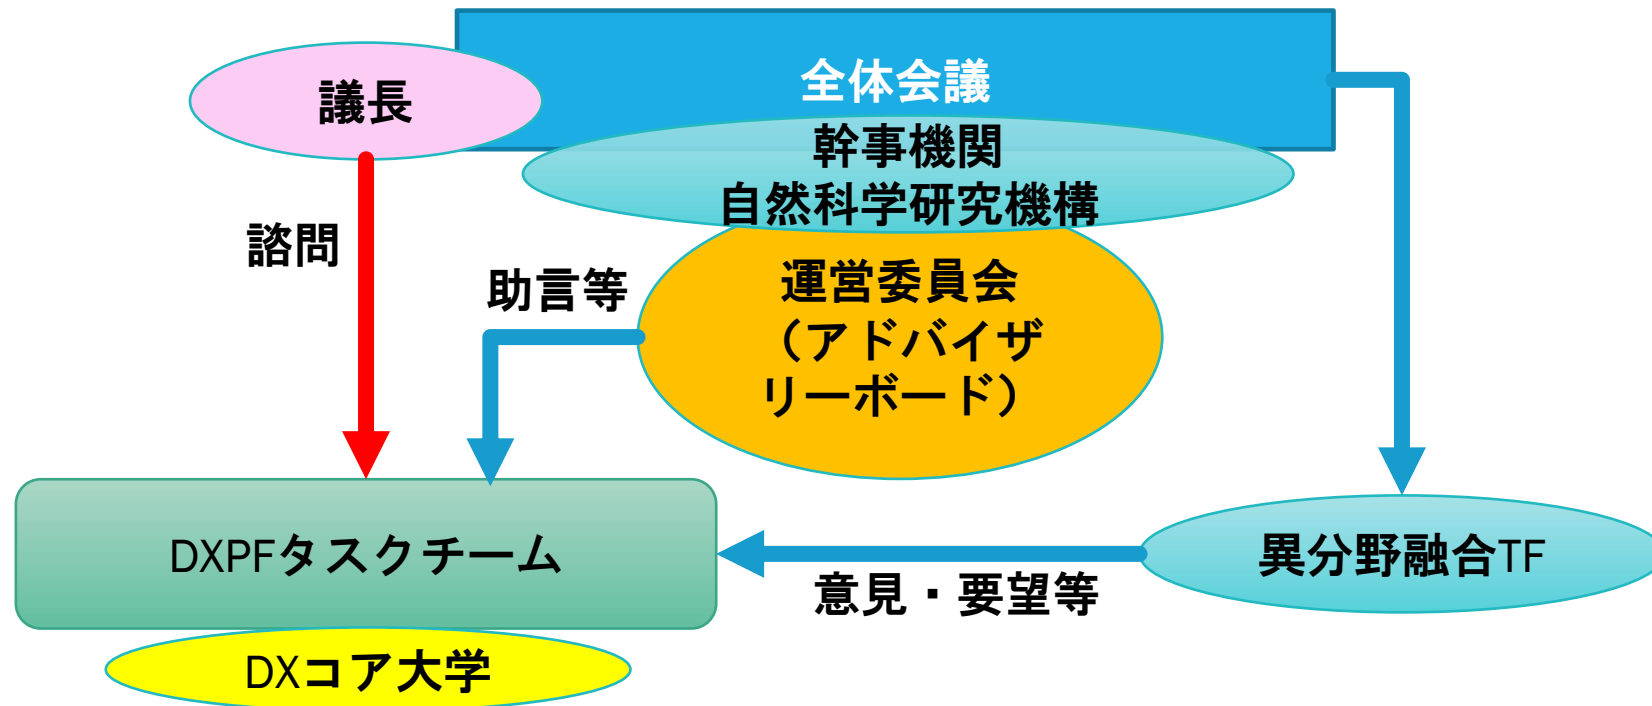 全体会議
議長
幹事機関
自然科学研究機構
諮問
助言等
運営委員会
（アドバイザ
リーボード）
DXPFタスクチーム
異分野融合TF
意見・要望等
DXコア大学